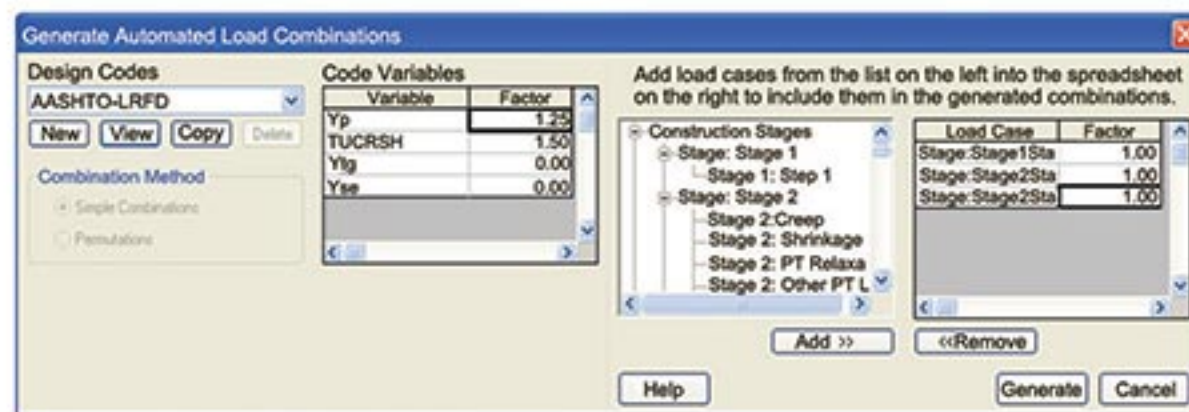 Generate Automated Load Combinations
Design Codes
AASHTO-LRFD
New View Copy Delete
Combination Method
Simple Combinations
Permutations
Code Variables
Variable Factor
Yp 1.25
TUCRSH 1.50
Ytg 0.00
Yse 0.00
Add load cases from the list on the left into the spreadsheet
on the right to include them in the generated combinations.
Construction Stages
Stage: Stage 1
Stage 1: Step 1
Stage: Stage 2
Stage 2:Creep
Stage 2: Shrinkage
Stage 2: PT Relaxa
Stage 2: Other PT L
Load Case Factor
Stage:Stage1Sta 1.00
Stage:Stage2Sta 1.00
Stage:Stage2Sta 1.00
Add >>
<<Remove
Help
Generate Cancel